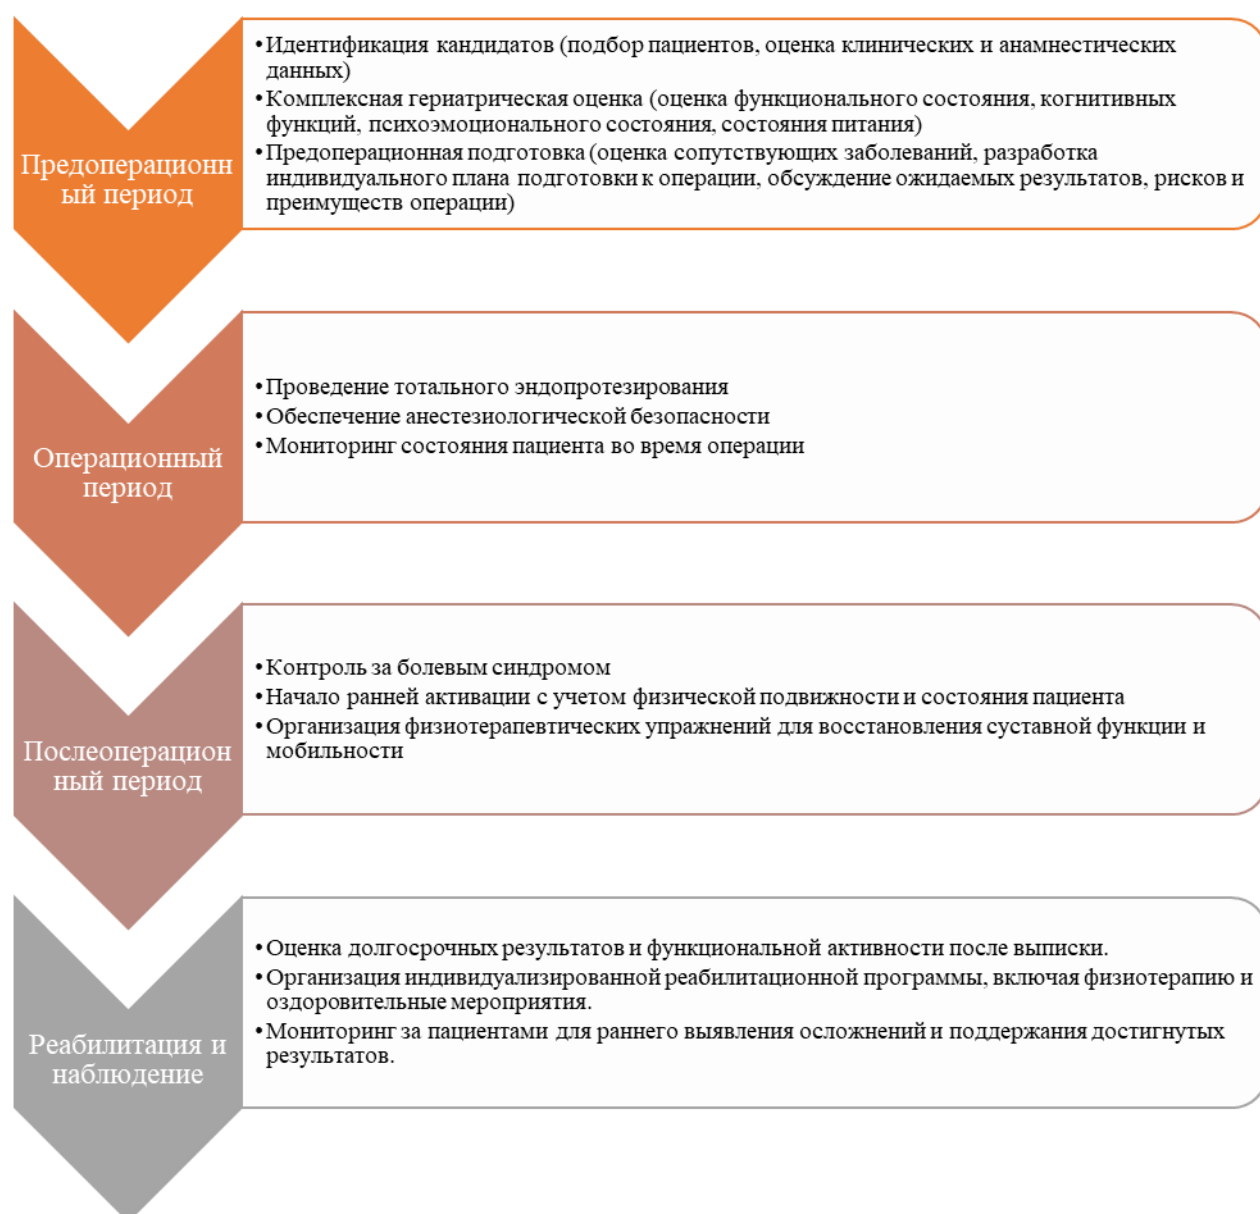 Предоперационн
ый период
•Идентификация кандидатов (подбор пациентов, оценка клинических и анамнестических
данных)
•Комплексная гериатрическая оценка (оценка функционального состояния, когнитивных
функций, психоэмоционального состояния, состояния питания)
•Предоперационная подготовка (оценка сопутствующих заболеваний, разработка
индивидуального плана подготовки к операции, обсуждение ожидаемых результатов, рисков и
преимуществ операции)
Операционный
период
•Проведение тотального эндопротезирования
•Обеспечение анестезиологической безопасности
•Мониторинг состояния пациента во время операции
Послеоперацион
ный период
•Контроль за болевым синдромом
•Начало ранней активации с учетом физической подвижности и состояния пациента
•Организация физиотерапевтических упражнений для восстановления суставной функции и
мобильности
Реабилитация и
наблюдение
•Оценка долгосрочных результатов и функциональной активности после выписки.
•Организация индивидуализированной реабилитационной программы, включая физиотерапию и
оздоровительные мероприятия.
•Мониторинг за пациентами для раннего выявления осложнений и поддержания достигнутых
результатов.